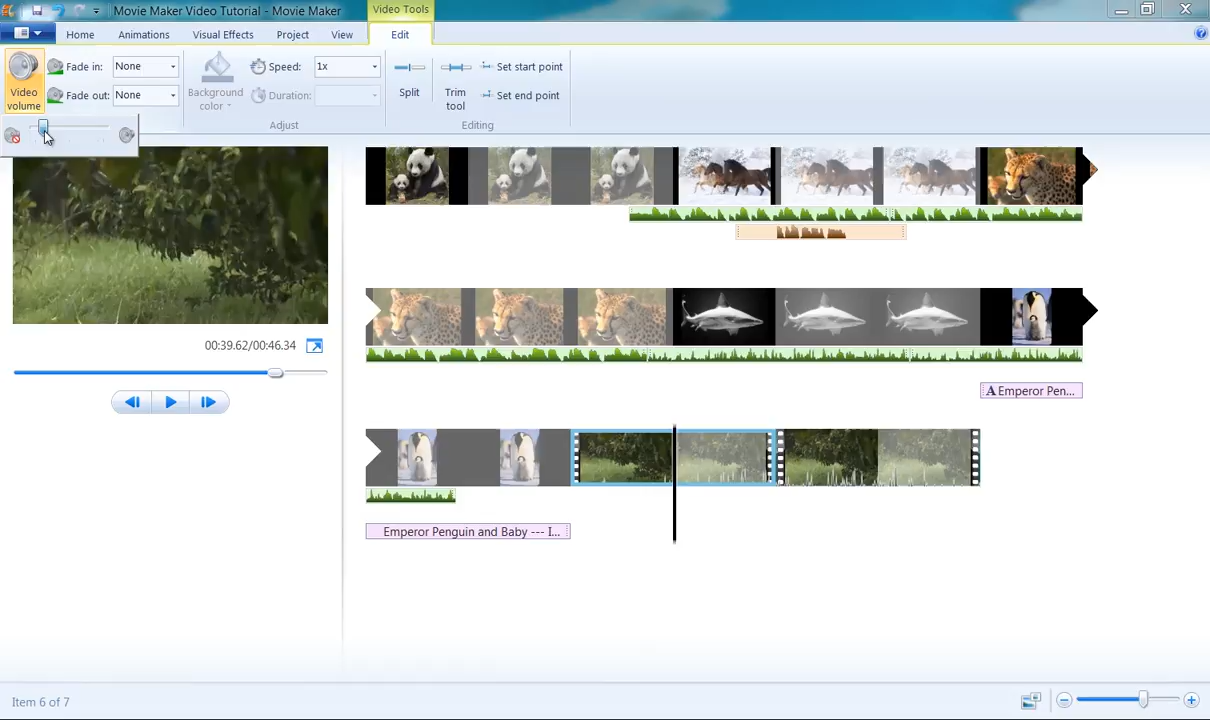 Movie Maker Video Tutorial - Movie Maker
Video Tools
Home
Animations
Visual Effects
Project
View
Edit
Video
volume
Fade in:
None
Fade out:
None
Background
color
Speed:
1x
Duration:
Adjust
Split
Trim
tool
Set start point
Set end point
Editing
00:39.62/00:46.34
A Emperor Pen...
Emperor Penguin and Baby --- I...
Item 6 of 7